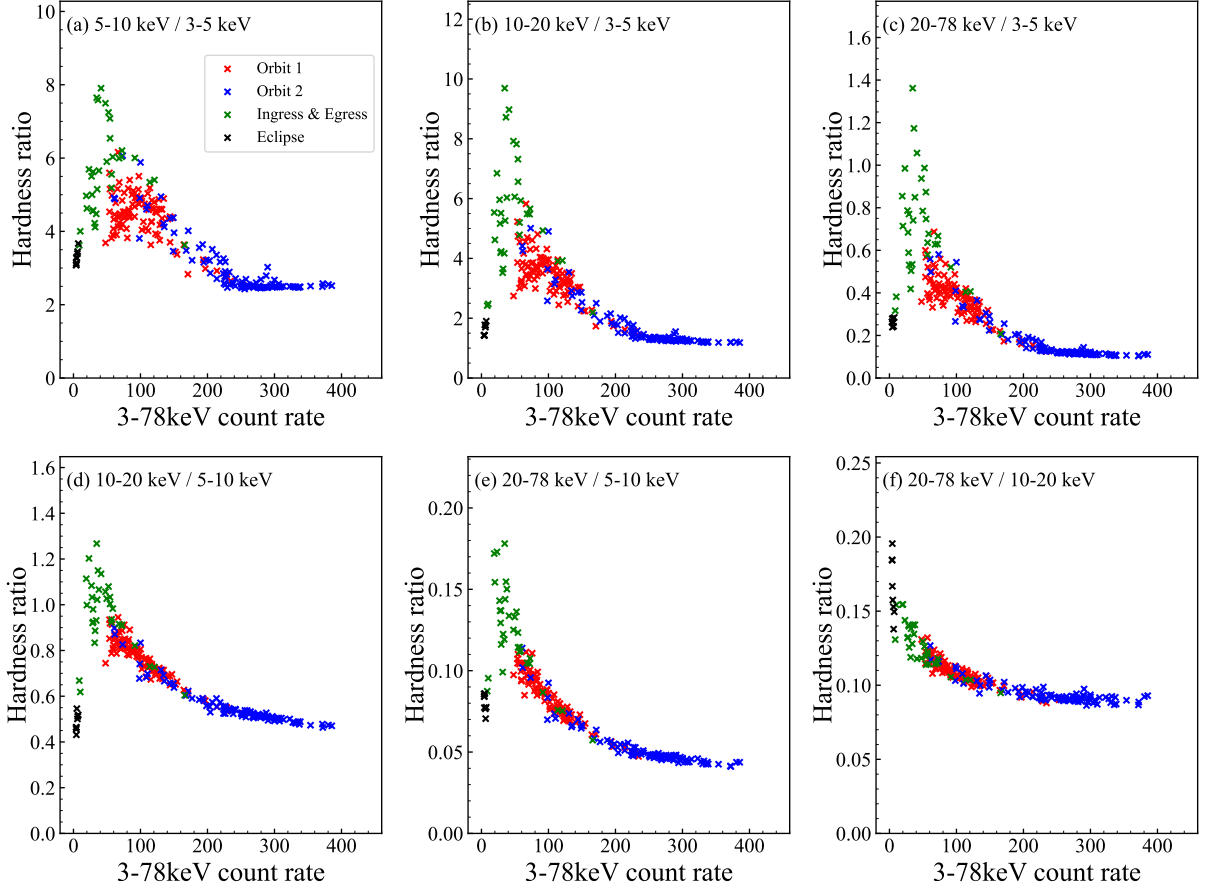 (a) 5-10 keV / 3-5 keV
Orbit 1
Orbit 2
Ingress & Egress
Eclipse
Hardness ratio
10
8
6
4
2
0
0 100 200 300 400
3-78keV count rate
(b) 10-20 keV / 3-5 keV
Hardness ratio
12
10
8
6
4
2
0
0 100 200 300 400
3-78keV count rate
(c) 20-78 keV / 3-5 keV
Hardness ratio
1.6
1.4
1.2
1.0
0.8
0.6
0.4
0.2
0.0
0 100 200 300 400
3-78keV count rate
(d) 10-20 keV / 5-10 keV
Hardness ratio
1.6
1.4
1.2
1.0
0.8
0.6
0.4
0.2
0.0
0 100 200 300 400
3-78keV count rate
(e) 20-78 keV / 5-10 keV
Hardness ratio
0.20
0.15
0.10
0.05
0.00
0 100 200 300 400
3-78keV count rate
(f) 20-78 keV / 10-20 keV
Hardness ratio
0.25
0.20
0.15
0.10
0.05
0.00
0 100 200 300 400
3-78keV count rate